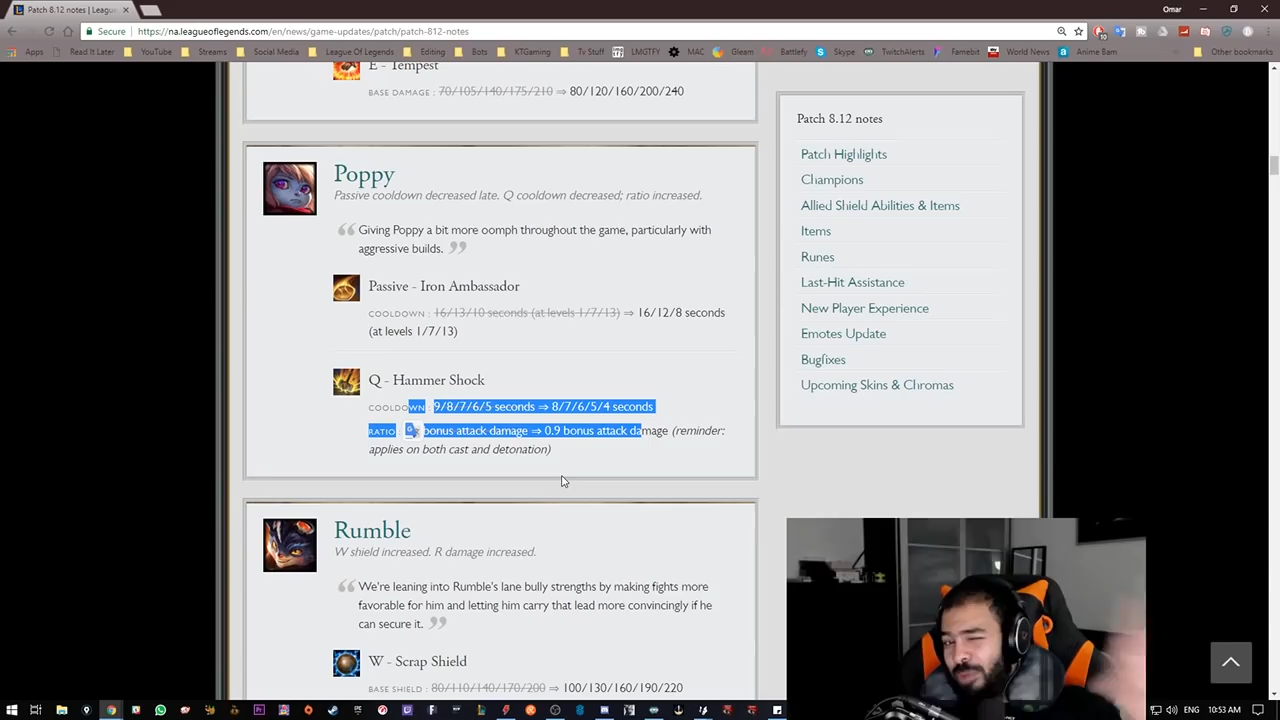 Patch 8.12 notes | Leagu
Omar
Secure | https://na.leagueoflegends.com/en/news/game-updates/patch/patch-812-notes
Apps Read It Later YouTube Streams Social Media League Of Legends Editing Bots KTGaming Tv Stuff LMGTFY MAC Gleam Battlefy Skype TwitchAlerts Famebit World News Anime Bam Other bookmarks
E - Tempest
BASE DAMAGE : 70/105/140/175/210 ⇒ 80/120/160/200/240
Poppy
Passive cooldown decreased late. Q cooldown decreased; ratio increased.
Giving Poppy a bit more oomph throughout the game, particularly with
aggressive builds.
Passive - Iron Ambassador
COOLDOWN : 16/13/10 seconds (at levels 1/7/13) ⇒ 16/12/8 seconds
(at levels 1/7/13)
Q - Hammer Shock
COOLDOWN : 9/8/7/6/5 seconds ⇒ 8/7/6/5/4 seconds
RATIO : bonus attack damage ⇒ 0.9 bonus attack damage (reminder:
applies on both cast and detonation)
Rumble
W shield increased. R damage increased.
We're leaning into Rumble's lane bully strengths by making fights more
favorable for him and letting him carry that lead more convincingly if he
can secure it.
W - Scrap Shield
BASE SHIELD : 80/110/140/170/200 ⇒ 100/130/160/190/220
Patch 8.12 notes
Patch Highlights
Champions
Allied Shield Abilities & Items
Items
Runes
Last-Hit Assistance
New Player Experience
Emotes Update
Bugfixes
Upcoming Skins & Chromas
ENG 10:53 AM